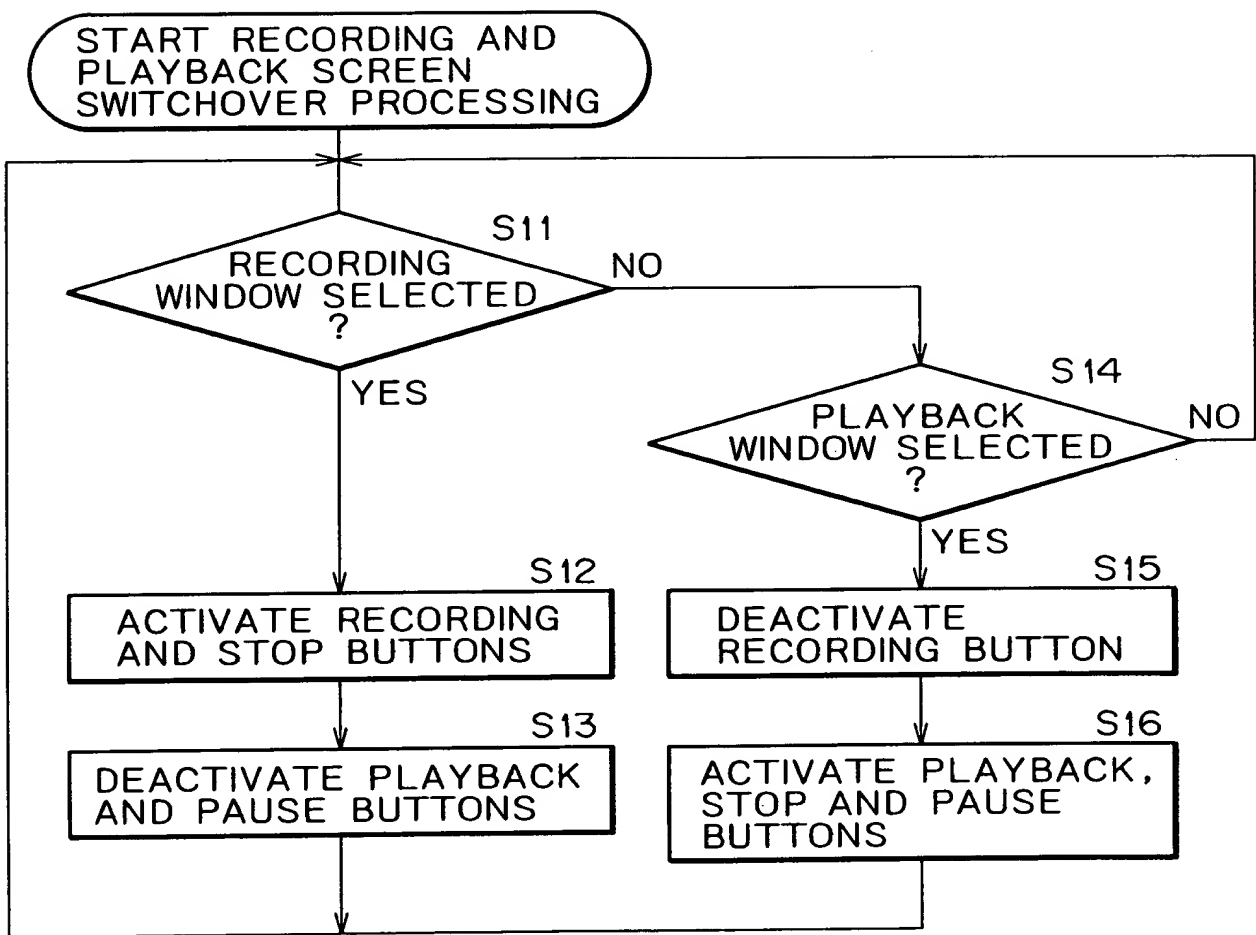 START RECORDING AND
PLAYBACK SCREEN
SWITCHOVER PROCESSING
S11
RECORDING
WINDOW SELECTED
?
NO
YES
S14
PLAYBACK
WINDOW SELECTED
?
NO
YES
S12
ACTIVATE RECORDING
AND STOP BUTTONS
S13
DEACTIVATE PLAYBACK
AND PAUSE BUTTONS
S15
DEACTIVATE
RECORDING BUTTON
S16
ACTIVATE PLAYBACK,
STOP AND PAUSE
BUTTONS